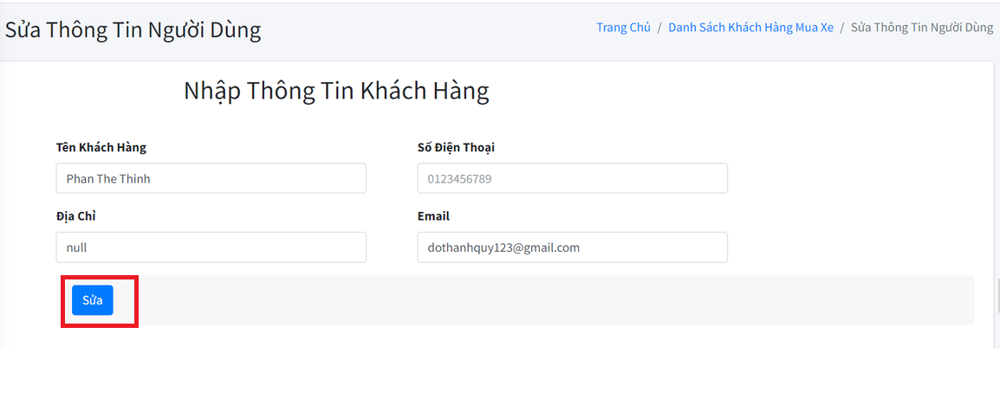 Sửa Thông Tin Người Dùng
Trang Chủ / Danh Sách Khách Hàng Mua Xe / Sửa Thông Tin Người Dùng
Nhập Thông Tin Khách Hàng
Tên Khách Hàng
Số Điện Thoại
Phan The Thinh
0123456789
Địa Chỉ
Email
null
dothanhquy123@gmail.com
Sửa